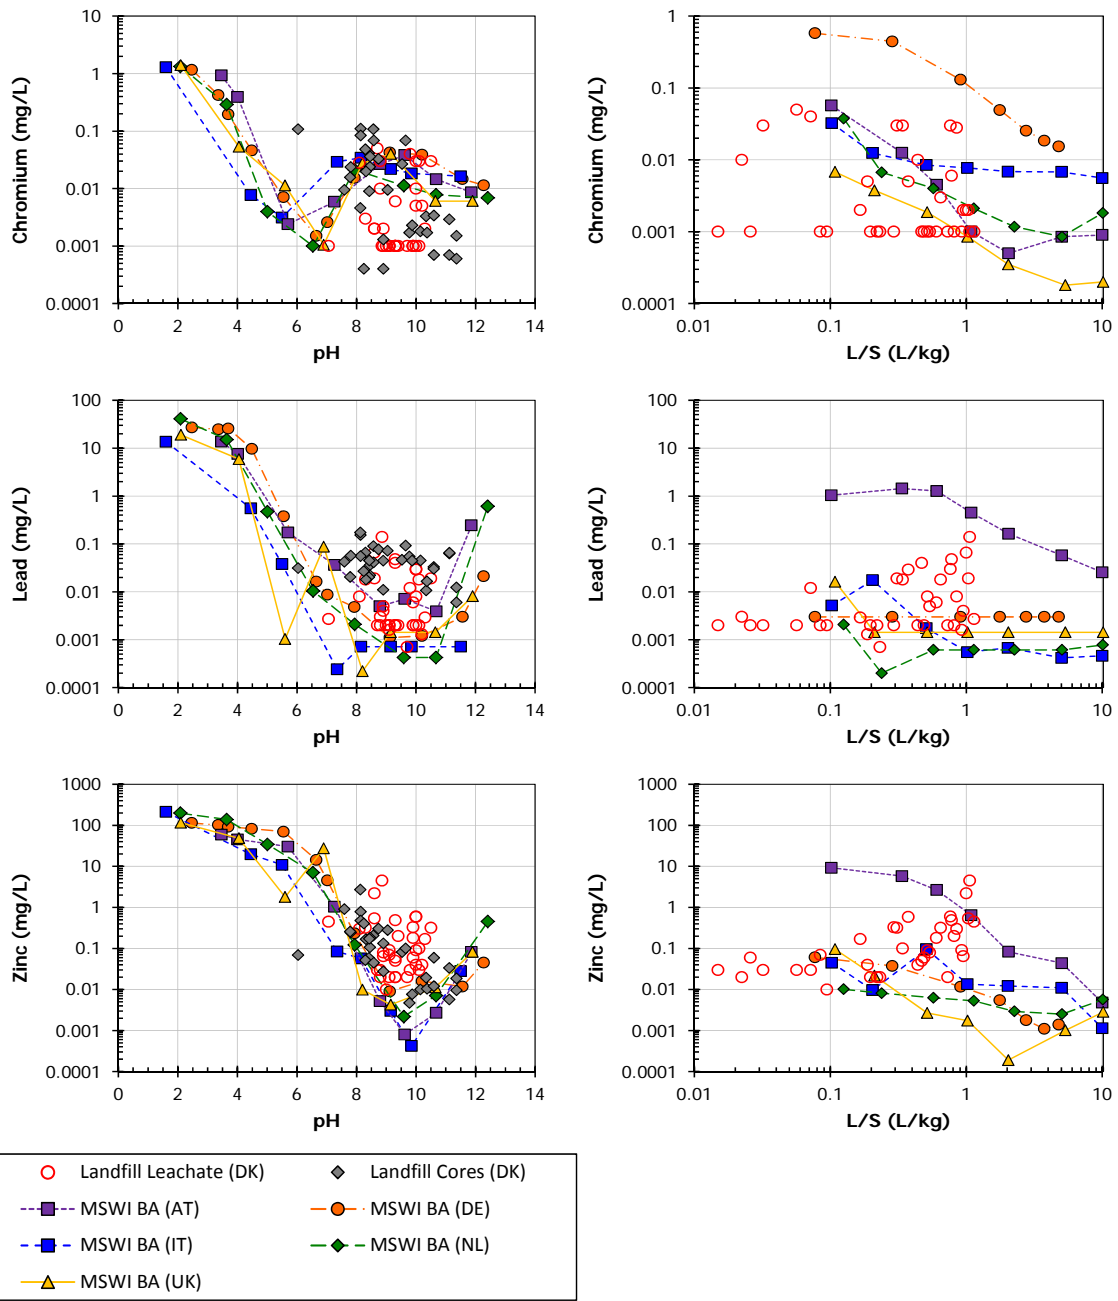 10
1
0.1
0.01
0.001
0.0001
Chromium (mg/L)
0 2 4 6 8 10 12 14
pH
1
0.1
0.01
0.001
0.0001
Chromium (mg/L)
0.01 0.1 1 10
L/S (L/kg)
100
10
1
0.1
0.01
0.001
0.0001
Lead (mg/L)
0 2 4 6 8 10 12 14
pH
100
10
1
0.1
0.01
0.001
0.0001
Lead (mg/L)
0.01 0.1 1 10
L/S (L/kg)
1000
100
10
1
0.1
0.01
0.001
0.0001
Zinc (mg/L)
0 2 4 6 8 10 12 14
pH
1000
100
10
1
0.1
0.01
0.001
0.0001
Zinc (mg/L)
0.01 0.1 1 10
L/S (L/kg)
Landfill Leachate (DK) Landfill Cores (DK)
MSWI BA (AT) MSWI BA (DE)
MSWI BA (IT) MSWI BA (NL)
MSWI BA (UK)